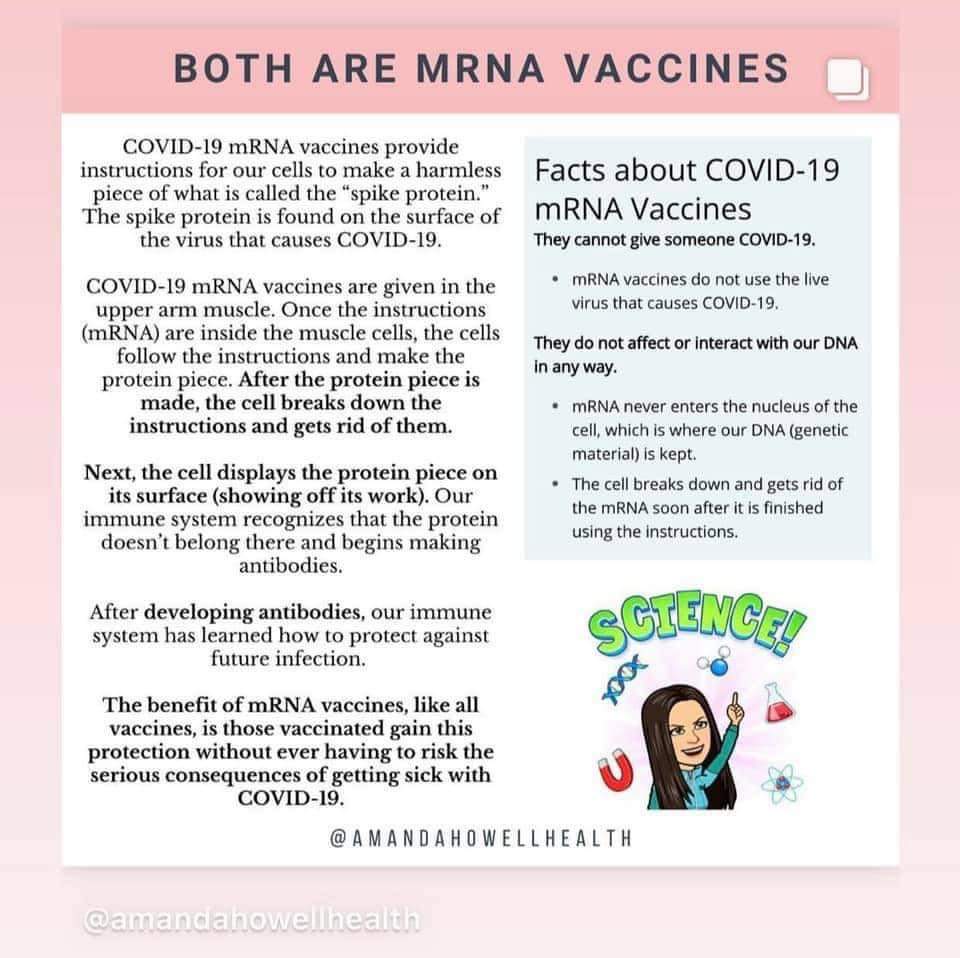 BOTH ARE MRNA VACCINES
COVID-19 mRNA vaccines provide
instructions for our cells to make a harmless
piece of what is called the “spike protein.”
The spike protein is found on the surface of
the virus that causes COVID-19.
COVID-19 mRNA vaccines are given in the
upper arm muscle. Once the instructions
(mRNA) are inside the muscle cells, the cells
follow the instructions and make the
protein piece. After the protein piece is
made, the cell breaks down the
instructions and gets rid of them.
Next, the cell displays the protein piece on
its surface (showing off its work). Our
immune system recognizes that the protein
doesn’t belong there and begins making
antibodies.
After developing antibodies, our immune
system has learned how to protect against
future infection.
The benefit of mRNA vaccines, like all
vaccines, is those vaccinated gain this
protection without ever having to risk the
serious consequences of getting sick with
COVID-19.
Facts about COVID-19
mRNA Vaccines
They cannot give someone COVID-19.
• mRNA vaccines do not use the live
virus that causes COVID-19.
They do not affect or interact with our DNA
in any way.
• mRNA never enters the nucleus of the
cell, which is where our DNA (genetic
material) is kept.
• The cell breaks down and gets rid of
the mRNA soon after it is finished
using the instructions.
SCIENCE!
@AMANDAHOWELLHEALTH
@amandahowellhealth